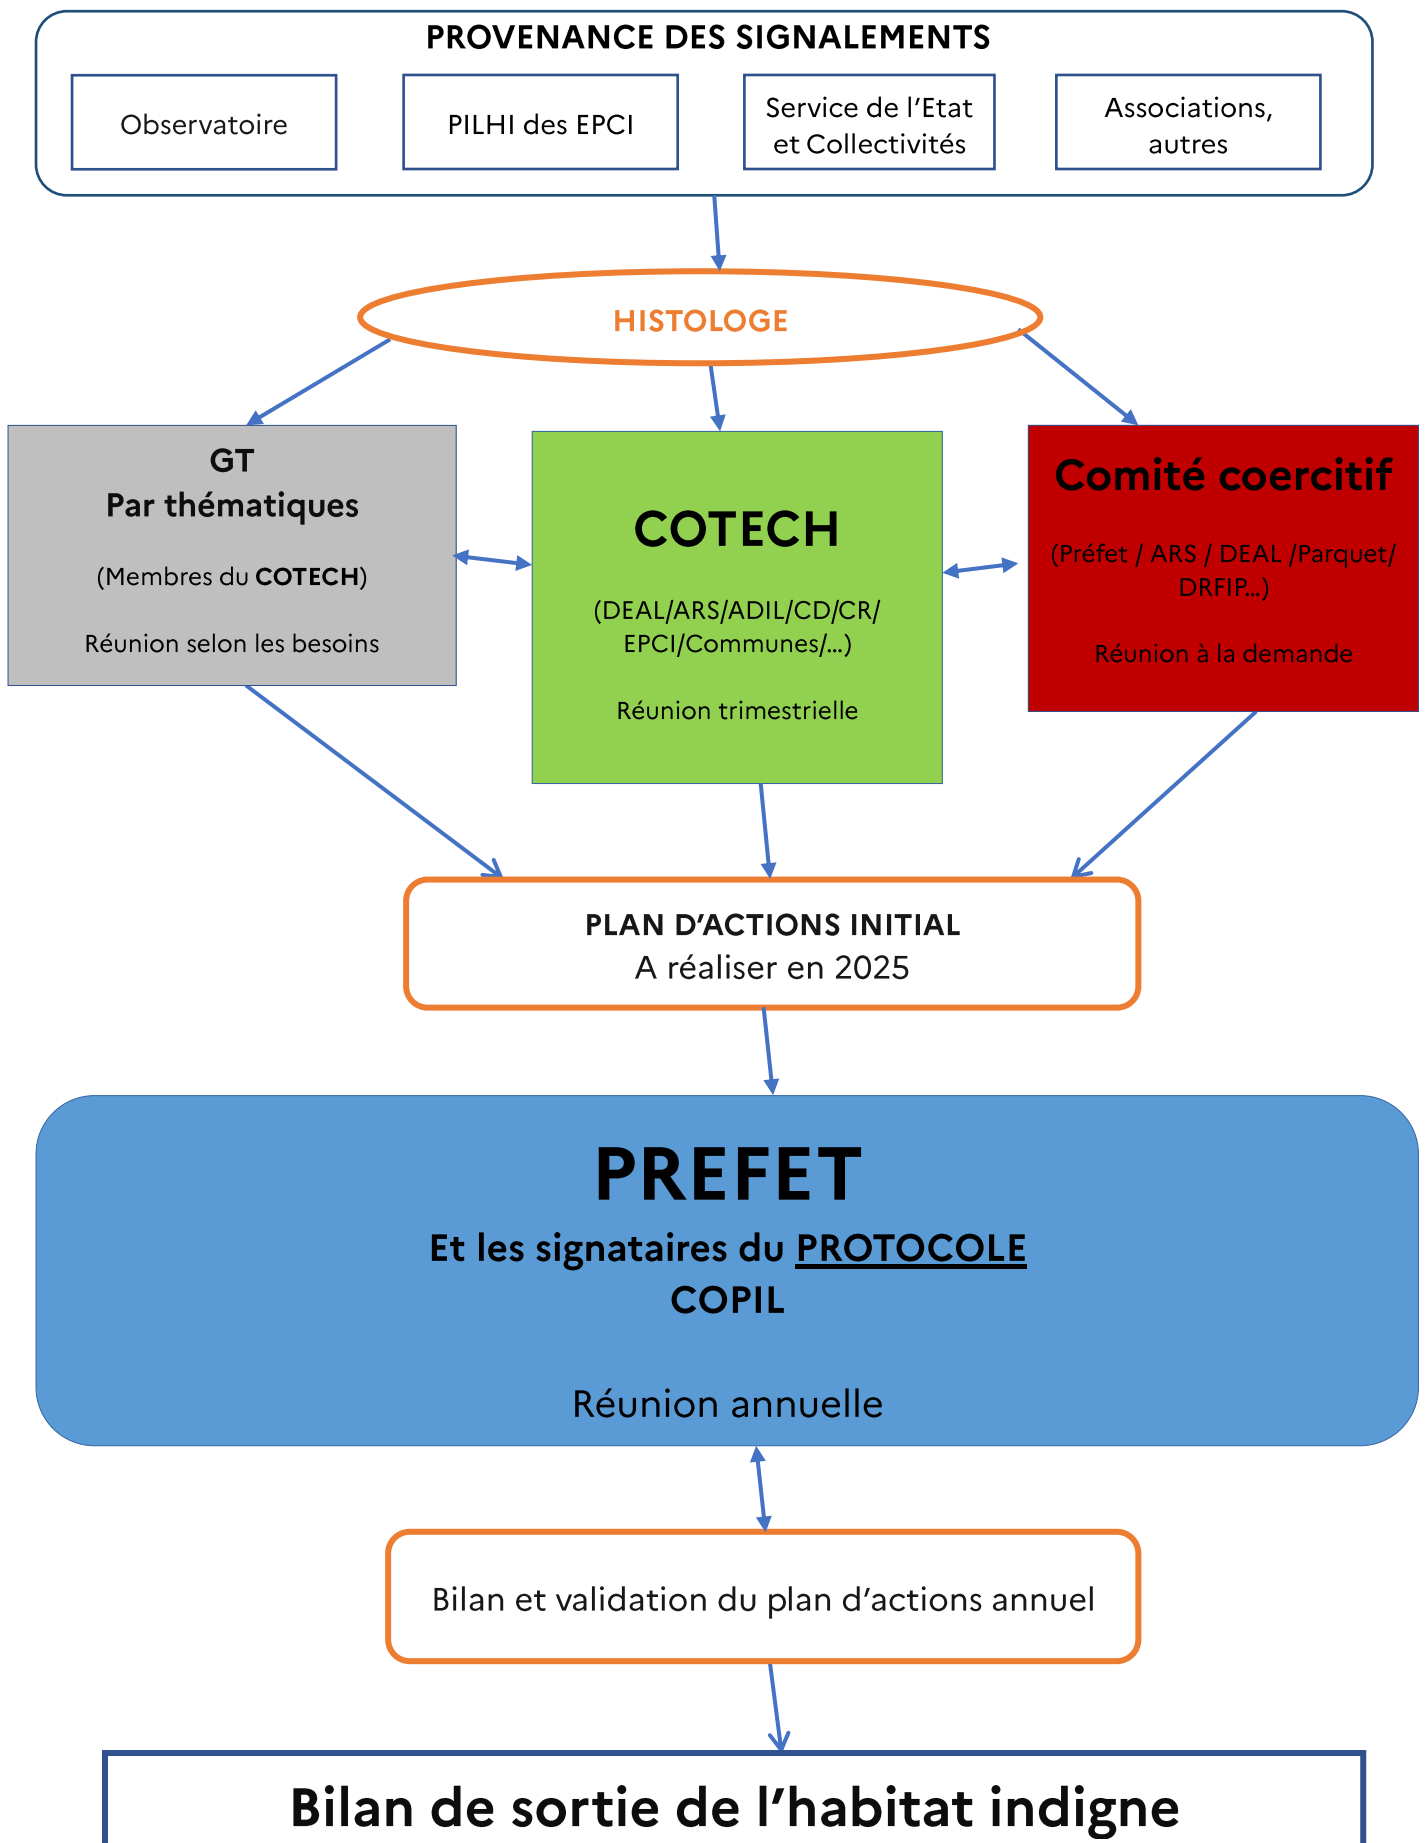 PROVENANCE DES SIGNALEMENTS
Observatoire
PILHI des EPCI
Service de l’Etat
et Collectivités
Associations,
autres
HISTOLOGE
GT
Par thématiques
(Membres du COTECH)
Réunion selon les besoins
COTECH
(DEAL/ARS/ADIL/CD/CR/
EPCI/Communes/…)
Réunion trimestrielle
Comité coercitif
(Préfet / ARS / DEAL /Parquet/
DRFIP…)
Réunion à la demande
PLAN D’ACTIONS INITIAL
A réaliser en 2025
PREFET
Et les signataires du PROTOCOLE
COPIL
Réunion annuelle
Bilan et validation du plan d’actions annuel
Bilan de sortie de l’habitat indigne